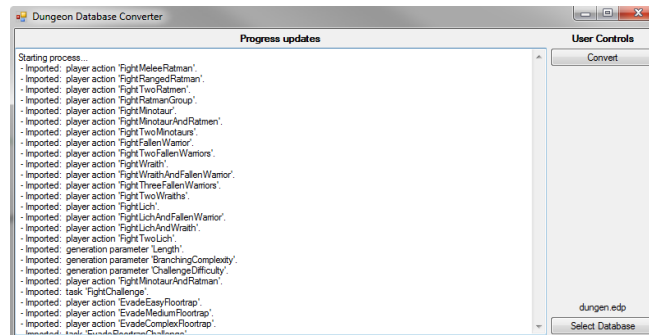 Dungeon Database Converter
Progress updates
User Controls
Starting process...
- Imported:  player action 'FightMeleeRatman'.
- Imported:  player action 'FightRangedRatman'.
- Imported:  player action 'FightTwoRatmen'.
- Imported:  player action 'FightRatmanGroup'.
- Imported:  player action 'FightMinotaur'.
- Imported:  player action 'FightMinotaurAndRatmen'.
- Imported:  player action 'FightTwoMinotaurs'.
- Imported:  player action 'FightFallenWarrior'.
- Imported:  player action 'FightTwoFallenWarriors'.
- Imported:  player action 'FightWraith'.
- Imported:  player action 'FightWraithAndFallenWarrior'.
- Imported:  player action 'FightThreeFallenWarriors'.
- Imported:  player action 'FightTwoWraiths'.
- Imported:  player action 'FightLich'.
- Imported:  player action 'FightLichAndFallenWarrior'.
- Imported:  player action 'FightLichAndWraith'.
- Imported:  player action 'FightTwoLich'.
- Imported:  generation parameter 'Length'.
- Imported:  generation parameter 'BranchingComplexity'.
- Imported:  generation parameter 'ChallengeDifficulty'.
- Imported:  player action 'FightMinotaurAndRatman'.
- Imported:  task 'FightChallenge'.
- Imported:  player action 'EvadeEasyFloortrap'.
- Imported:  player action 'EvadeMediumFloortrap'.
- Imported:  player action 'EvadeComplexFloortrap'.
- Imported:  task 'EvadeFloortrapChallenge'.
Convert
dungen.edp
Select Database